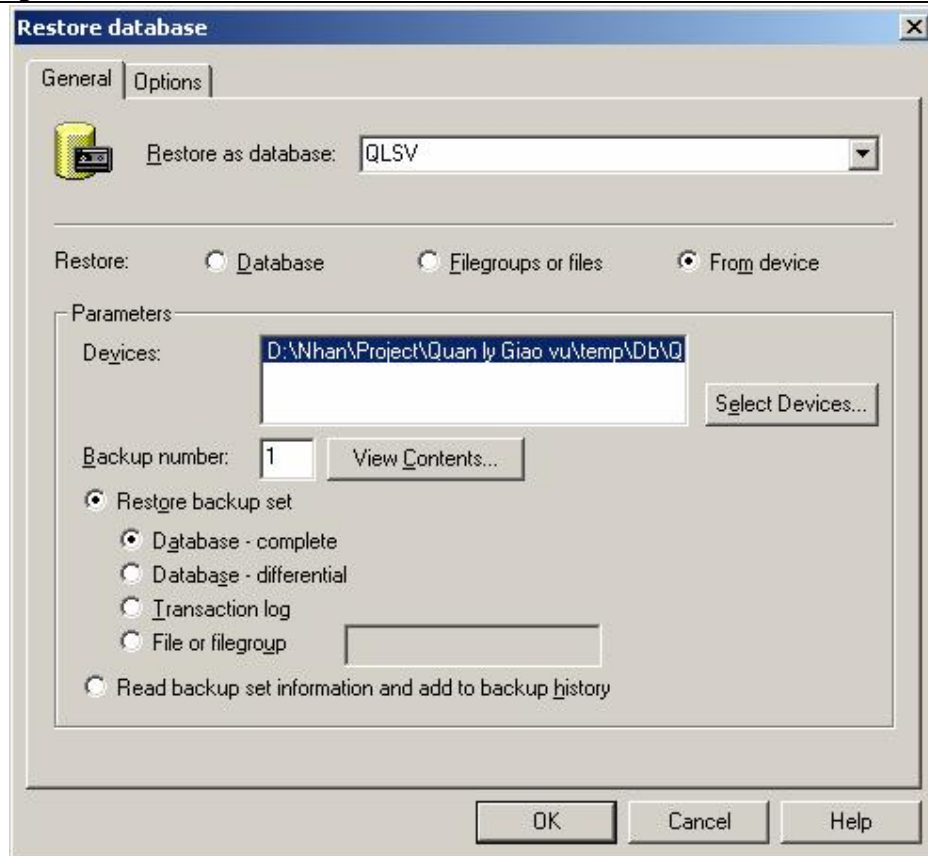 Restore database
General Options
Restore as database: QLSV
Restore: Database Filegroups or files From device
Parameters
Devices: D:\Nhan\Project\Quan ly Giao vu\temp\Db\Q
Select Devices...
Backup number: 1 View Contents...
Restore backup set
Database - complete
Database - differential
Transaction log
File or filegroup
Read backup set information and add to backup history
OK Cancel Help